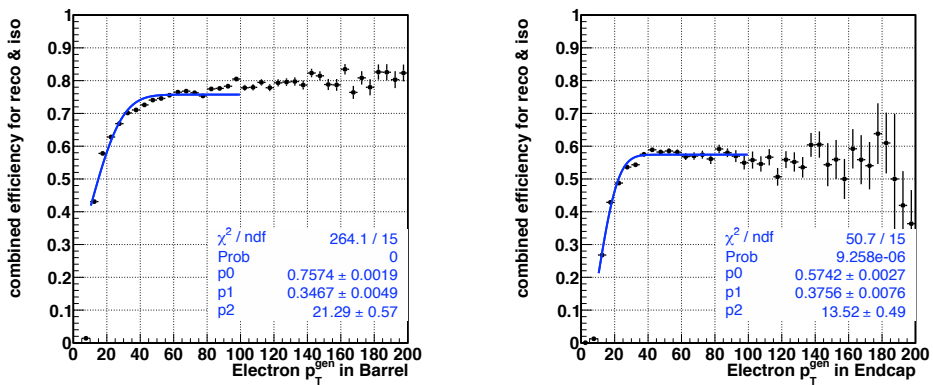 combined efficiency for reco & iso
1
0.9
0.8
0.7
0.6
0.5
0.4
0.3
0.2
0.1
0
χ² / ndf 264.1 / 15
Prob 0
p0 0.7574 ± 0.0019
p1 0.3467 ± 0.0049
p2 21.29 ± 0.57
0 20 40 60 80 100 120 140 160 180 200
Electron p_T^gen in Barrel
combined efficiency for reco & iso
1
0.9
0.8
0.7
0.6
0.5
0.4
0.3
0.2
0.1
0
χ² / ndf 50.7 / 15
Prob 9.258e-06
p0 0.5742 ± 0.0027
p1 0.3756 ± 0.0076
p2 13.52 ± 0.49
0 20 40 60 80 100 120 140 160 180 200
Electron p_T^gen in Endcap